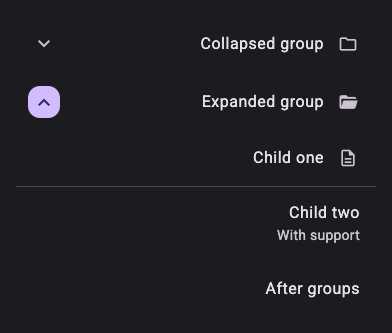 Collapsed group
Expanded group
Child one
Child two
With support
After groups